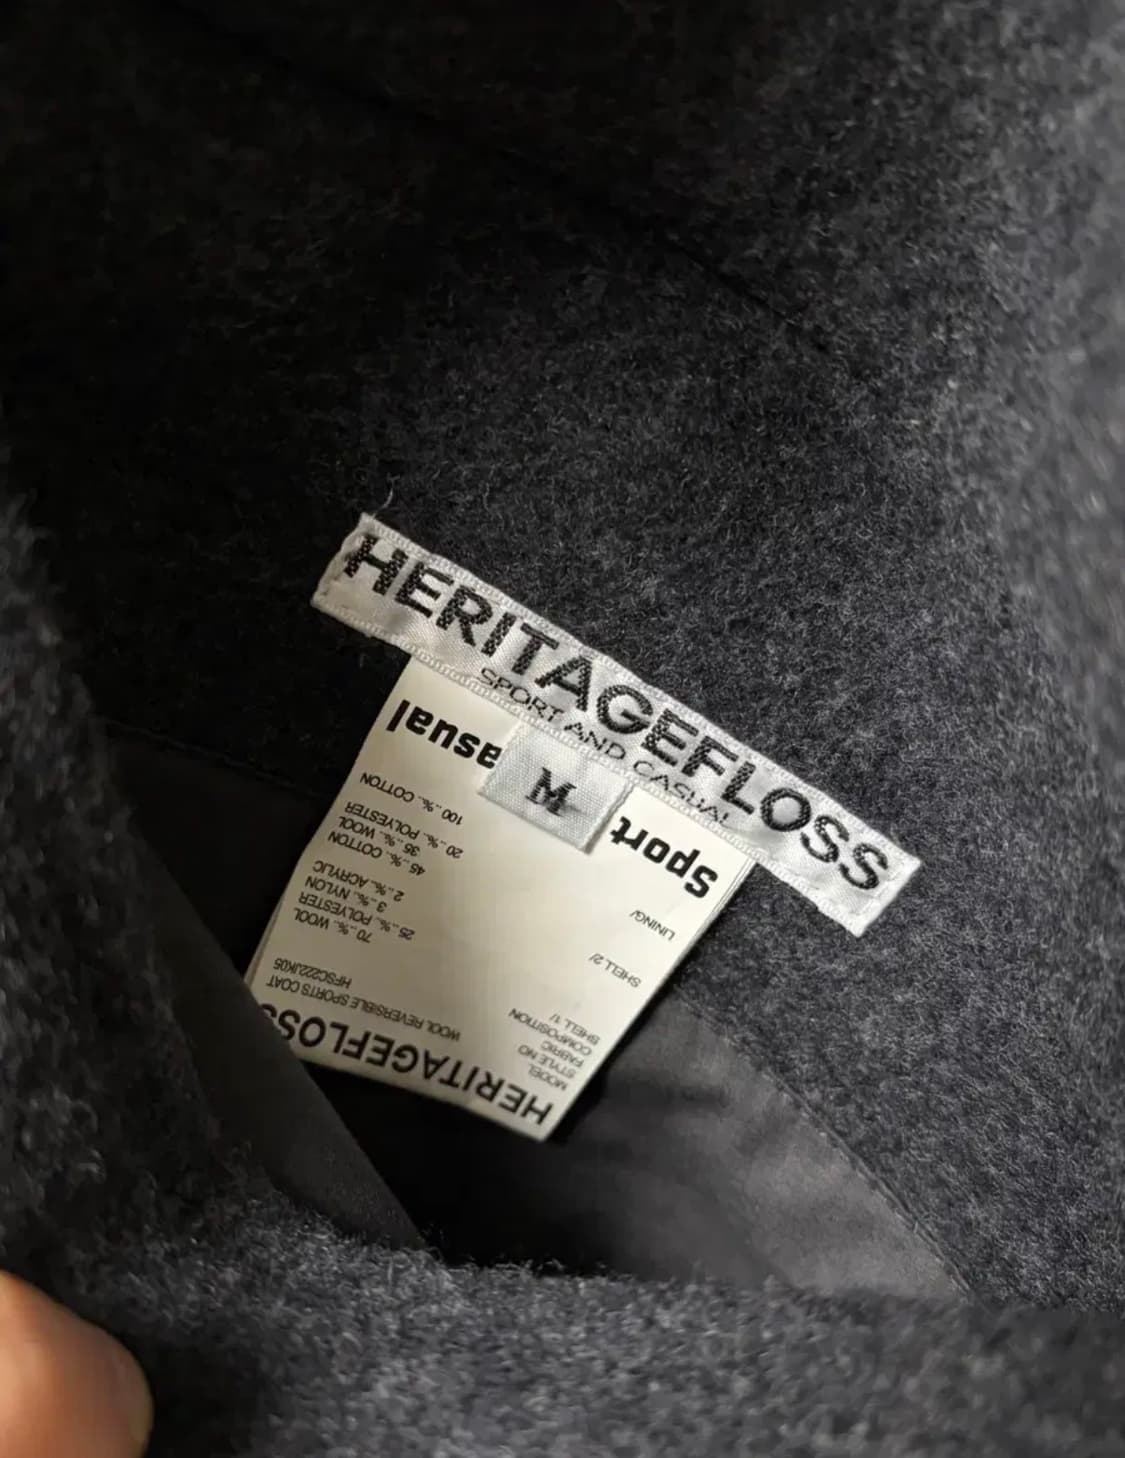 HERITAGEFLOSS
SPORT AND CASUAL
M
HERITAGEFLOSS
MODEL WOOL REVERSIBLE SPORTS COAT
STYLE NO HFSC222JK05
FABRIC
COMPOSITION
SHELL 1/ 70..%.. WOOL
25..%.. POLYESTER
3..%.. NYLON
2..%.. ACRYLIC
SHELL 2/ 45..%.. COTTON
35..%.. WOOL
20..%.. POLYESTER
LINING/ 100..%.. COTTON
Sport asual